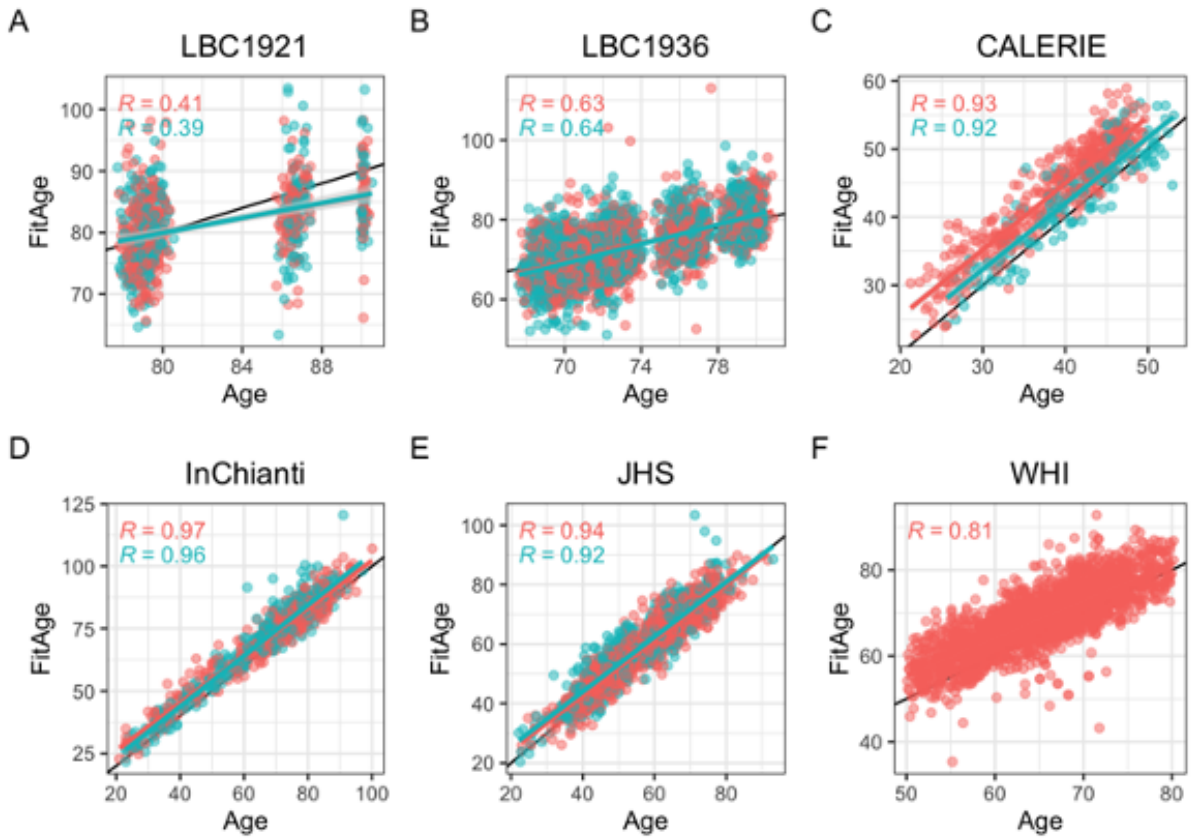 A
LBC1921
R = 0.41
R = 0.39
100
90
80
70
FitAge
80
84
88
Age
B
LBC1936
R = 0.63
R = 0.64
100
80
60
FitAge
70
74
78
Age
C
CALERIE
R = 0.93
R = 0.92
60
50
40
30
FitAge
20
30
40
50
Age
D
InChianti
R = 0.97
R = 0.96
125
100
75
50
25
FitAge
20
40
60
80
100
Age
E
JHS
R = 0.94
R = 0.92
100
80
60
40
20
FitAge
20
40
60
80
Age
F
WHI
R = 0.81
80
60
40
FitAge
50
60
70
80
Age